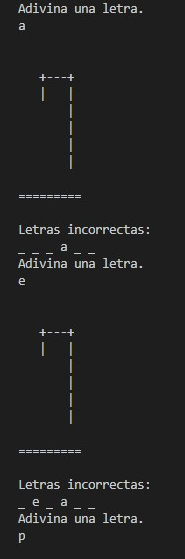 Adivina una letra.
a
+---+
|   |
    |
    |
    |
    |
=========
Letras incorrectas:
_ _ _ a _ _
Adivina una letra.
e
+---+
|   |
    |
    |
    |
    |
=========
Letras incorrectas:
_ e _ a _ _
Adivina una letra.
p